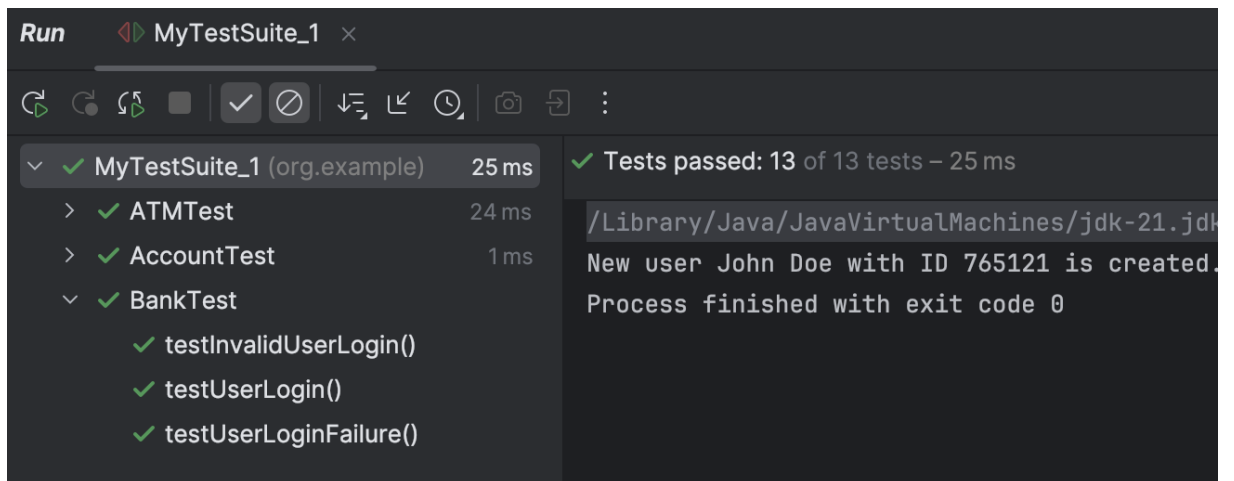 Run MyTestSuite_1
MyTestSuite_1 (org.example) 25 ms
ATMTest 24 ms
AccountTest 1 ms
BankTest
testInvalidUserLogin()
testUserLogin()
testUserLoginFailure()
Tests passed: 13 of 13 tests – 25 ms
/Library/Java/JavaVirtualMachines/jdk-21.jdk
New user John Doe with ID 765121 is created.
Process finished with exit code 0